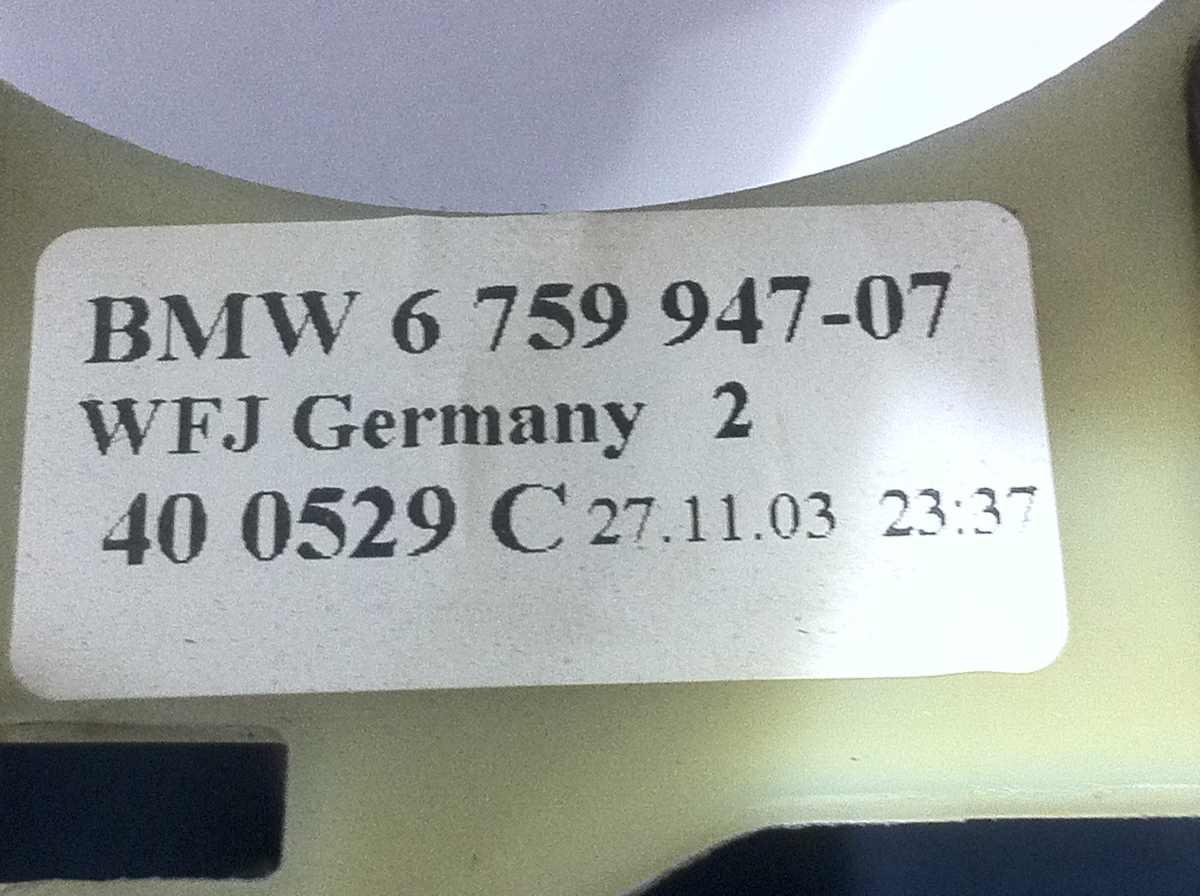 BMW 6 759 947-07
WFJ Germany 2
40 0529 C 27.11.03 23:37